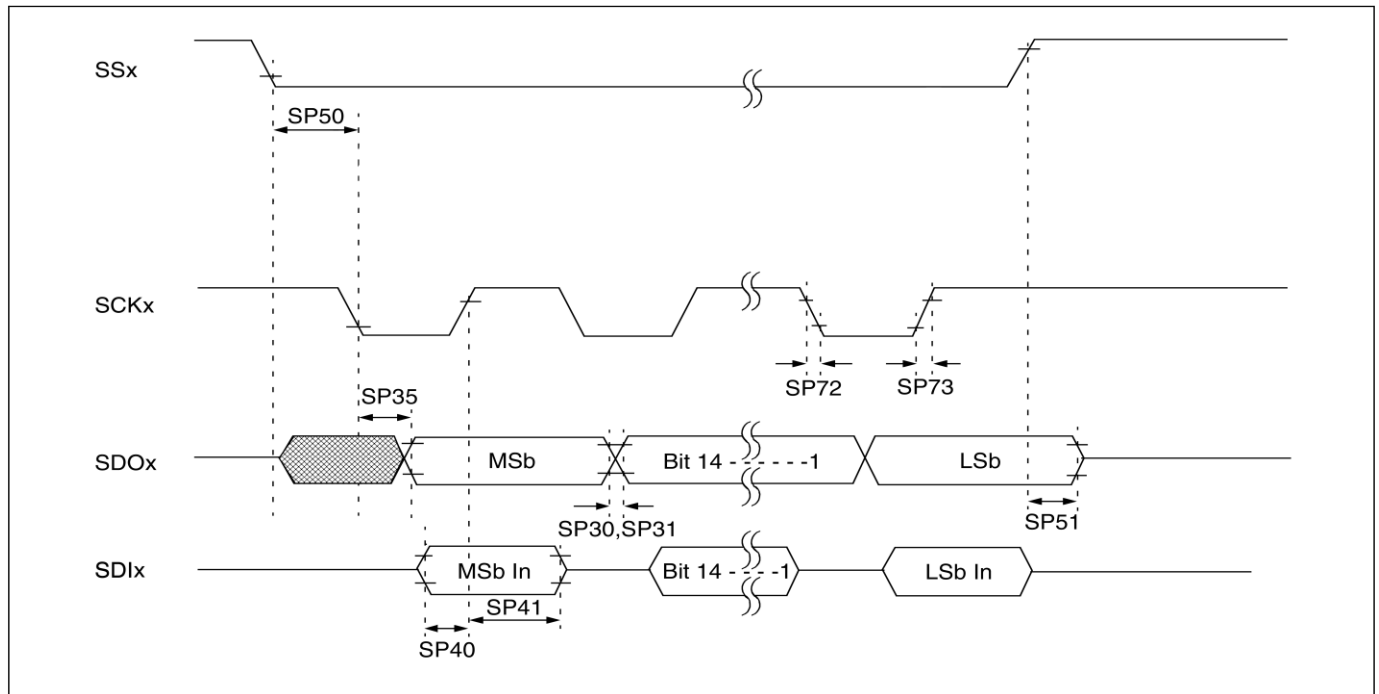 SSx
SP50
SCKx
SP72
SP73
SP35
SDOx
MSb
Bit 14 - - - - - -1
LSb
SP30,SP31
SP51
SDIx
MSb In
Bit 14 - - - - -1
LSb In
SP41
SP40